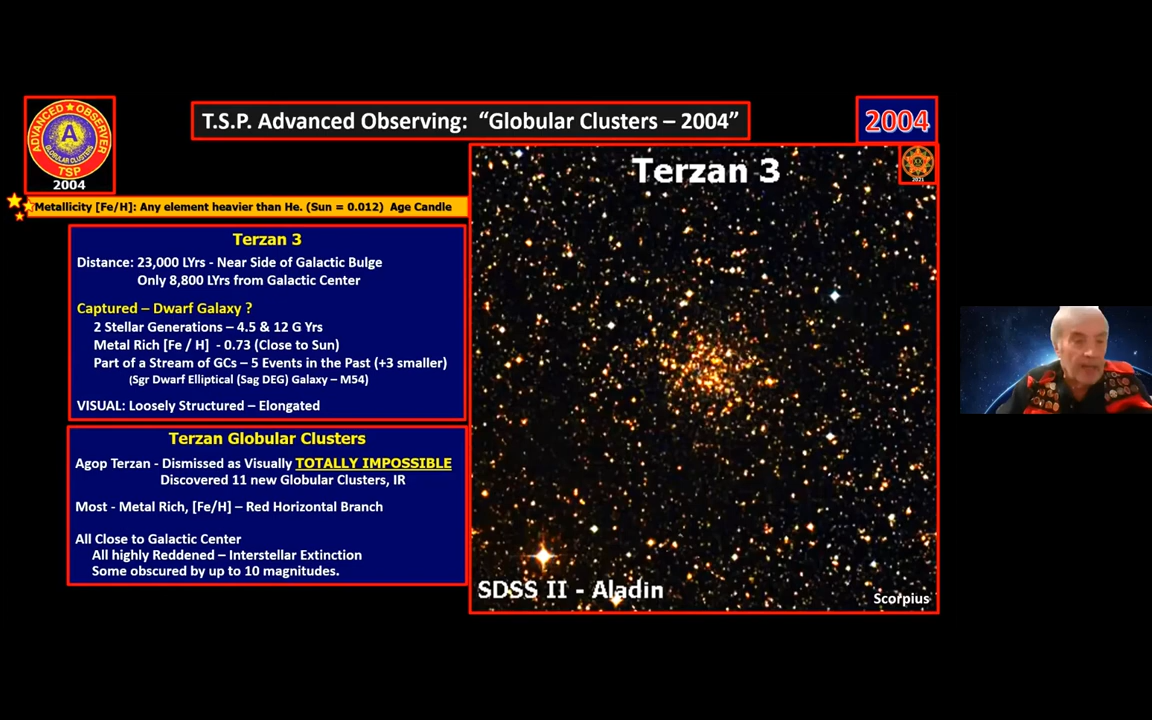 T.S.P. Advanced Observing: “Globular Clusters – 2004”
2004
ADVANCED OBSERVER
A
GLOBULAR CLUSTERS
TSP
2004
Metallicity [Fe/H]: Any element heavier than He. (Sun = 0.012) Age Candle
Terzan 3
Distance: 23,000 LYrs - Near Side of Galactic Bulge
Only 8,800 LYrs from Galactic Center
Captured – Dwarf Galaxy ?
2 Stellar Generations – 4.5 & 12 G Yrs
Metal Rich [Fe / H] - 0.73 (Close to Sun)
Part of a Stream of GCs – 5 Events in the Past (+3 smaller)
(Sgr Dwarf Elliptical (Sag DEG) Galaxy – M54)
VISUAL: Loosely Structured – Elongated
Terzan Globular Clusters
Agop Terzan - Dismissed as Visually TOTALLY IMPOSSIBLE
Discovered 11 new Globular Clusters, IR
Most - Metal Rich, [Fe/H] – Red Horizontal Branch
All Close to Galactic Center
All highly Reddened – Interstellar Extinction
Some obscured by up to 10 magnitudes.
Terzan 3
2021
SDSS II - Aladin
Scorpius